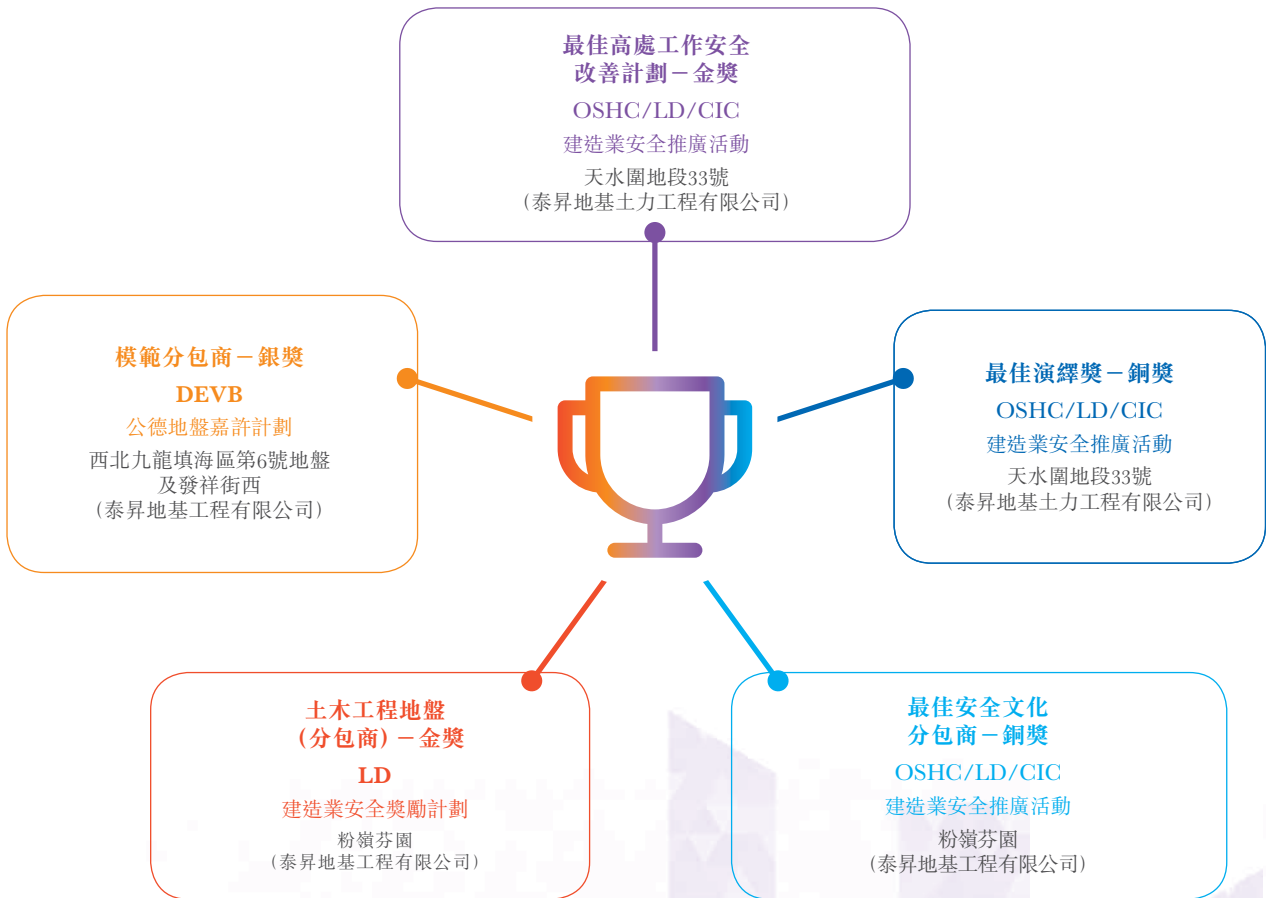 最佳高處工作安全
改善計劃－金獎
OSHC/LD/CIC
建造業安全推廣活動
天水圍地段33號
(泰昇地基土力工程有限公司)
模範分包商－銀獎
DEVB
公德地盤嘉許計劃
西北九龍填海區第6號地盤
及發祥街西
(泰昇地基工程有限公司)
最佳演繹獎－銅獎
OSHC/LD/CIC
建造業安全推廣活動
天水圍地段33號
(泰昇地基土力工程有限公司)
土木工程地盤
(分包商)－金獎
LD
建造業安全獎勵計劃
粉嶺芬園
(泰昇地基工程有限公司)
最佳安全文化
分包商－銅獎
OSHC/LD/CIC
建造業安全推廣活動
粉嶺芬園
(泰昇地基工程有限公司)